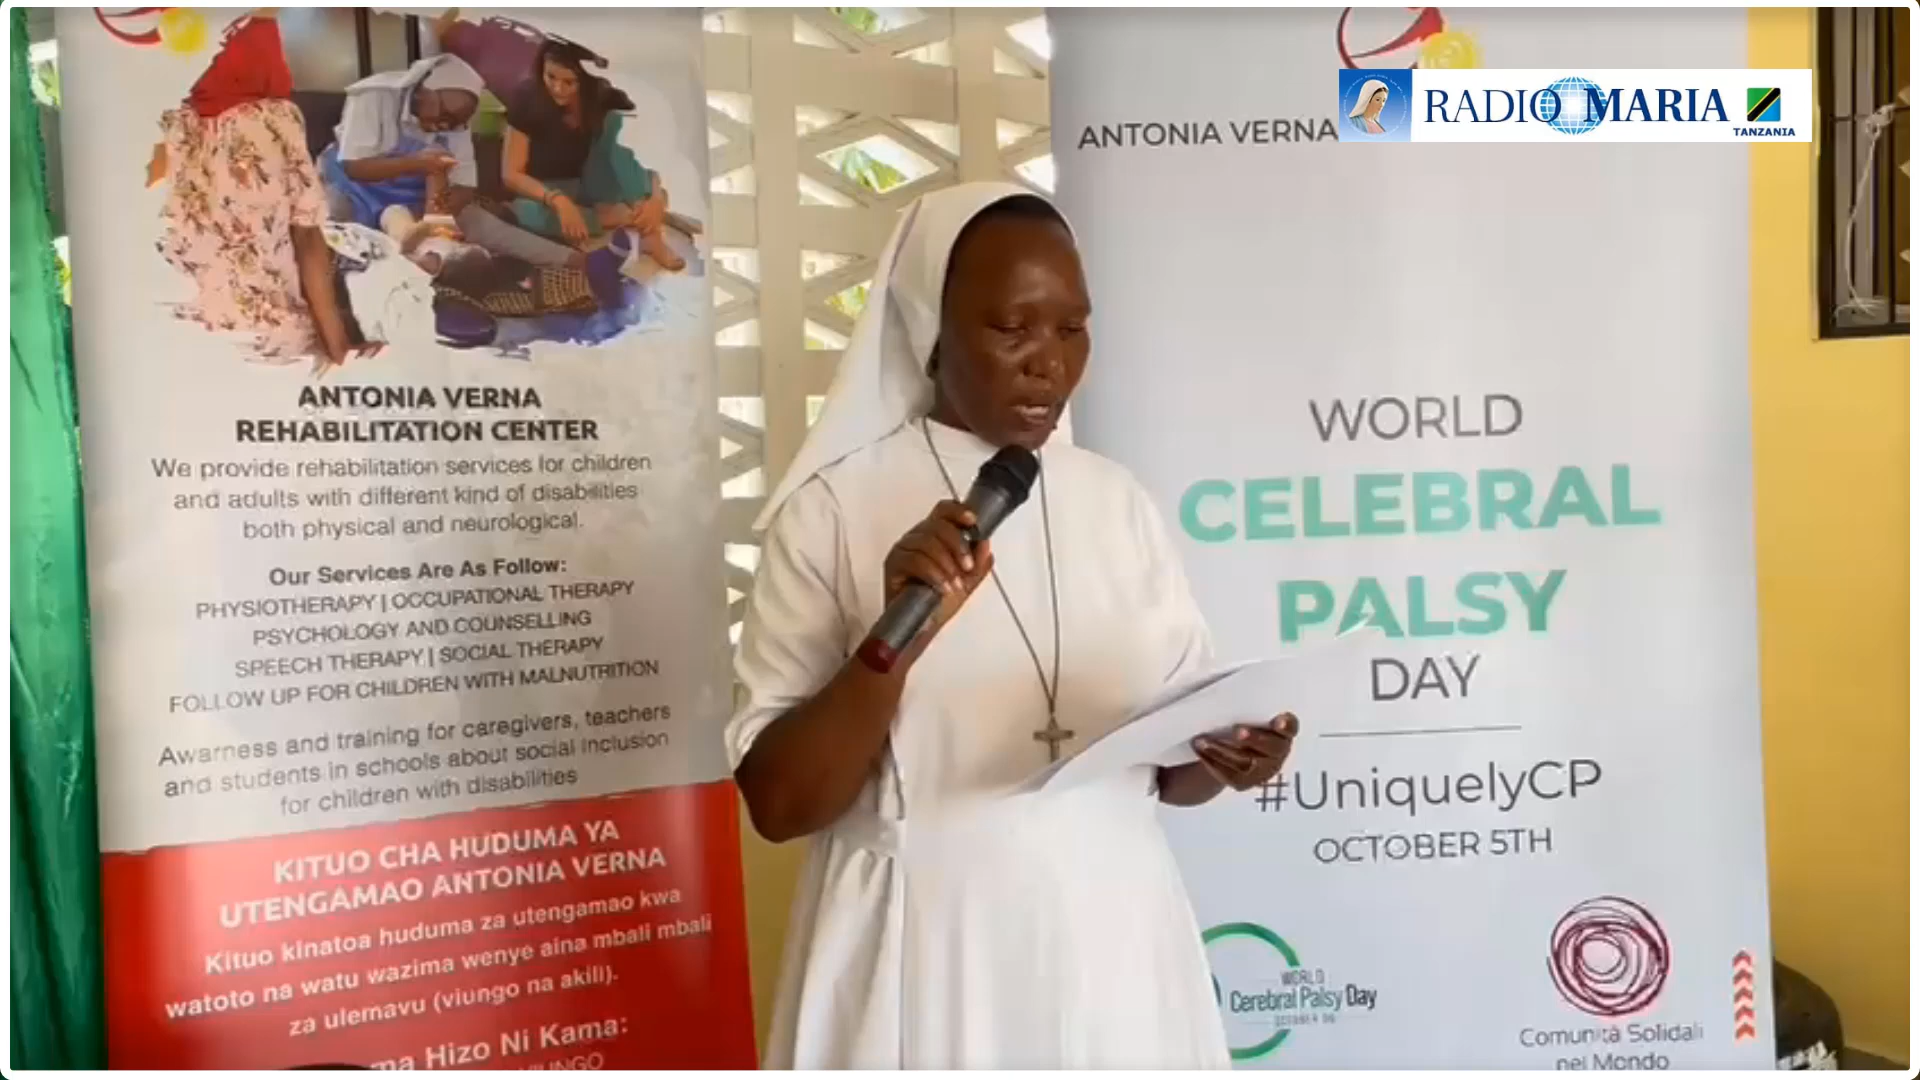 ANTONIA VERNA
REHABILITATION CENTER
We provide rehabilitation services for children
and adults with different kind of disabilities
both physical and neurological.
Our Services Are As Follow:
PHYSIOTHERAPY | OCCUPATIONAL THERAPY
PSYCHOLOGY AND COUNSELLING
SPEECH THERAPY | SOCIAL THERAPY
FOLLOW UP FOR CHILDREN WITH MALNUTRITION
Awarness and training for caregivers, teachers
and students in schools about social inclusion
for children with disabilities
KITUO CHA HUDUMA YA
UTENGAMAO ANTONIA VERNA
Kituo kinatoa huduma za utengamao kwa
watoto na watu wazima wenye aina mbali mbali
za ulemavu (viungo na akili).
ma Hizo Ni Kama:
VIUNGO
RADIO MARIA
TANZANIA
ANTONIA VERNA
WORLD
CELEBRAL
PALSY
DAY
#UniquelyCP
OCTOBER 5TH
WORLD
Cerebral Palsy Day
Comunità Solidali
nel Mondo